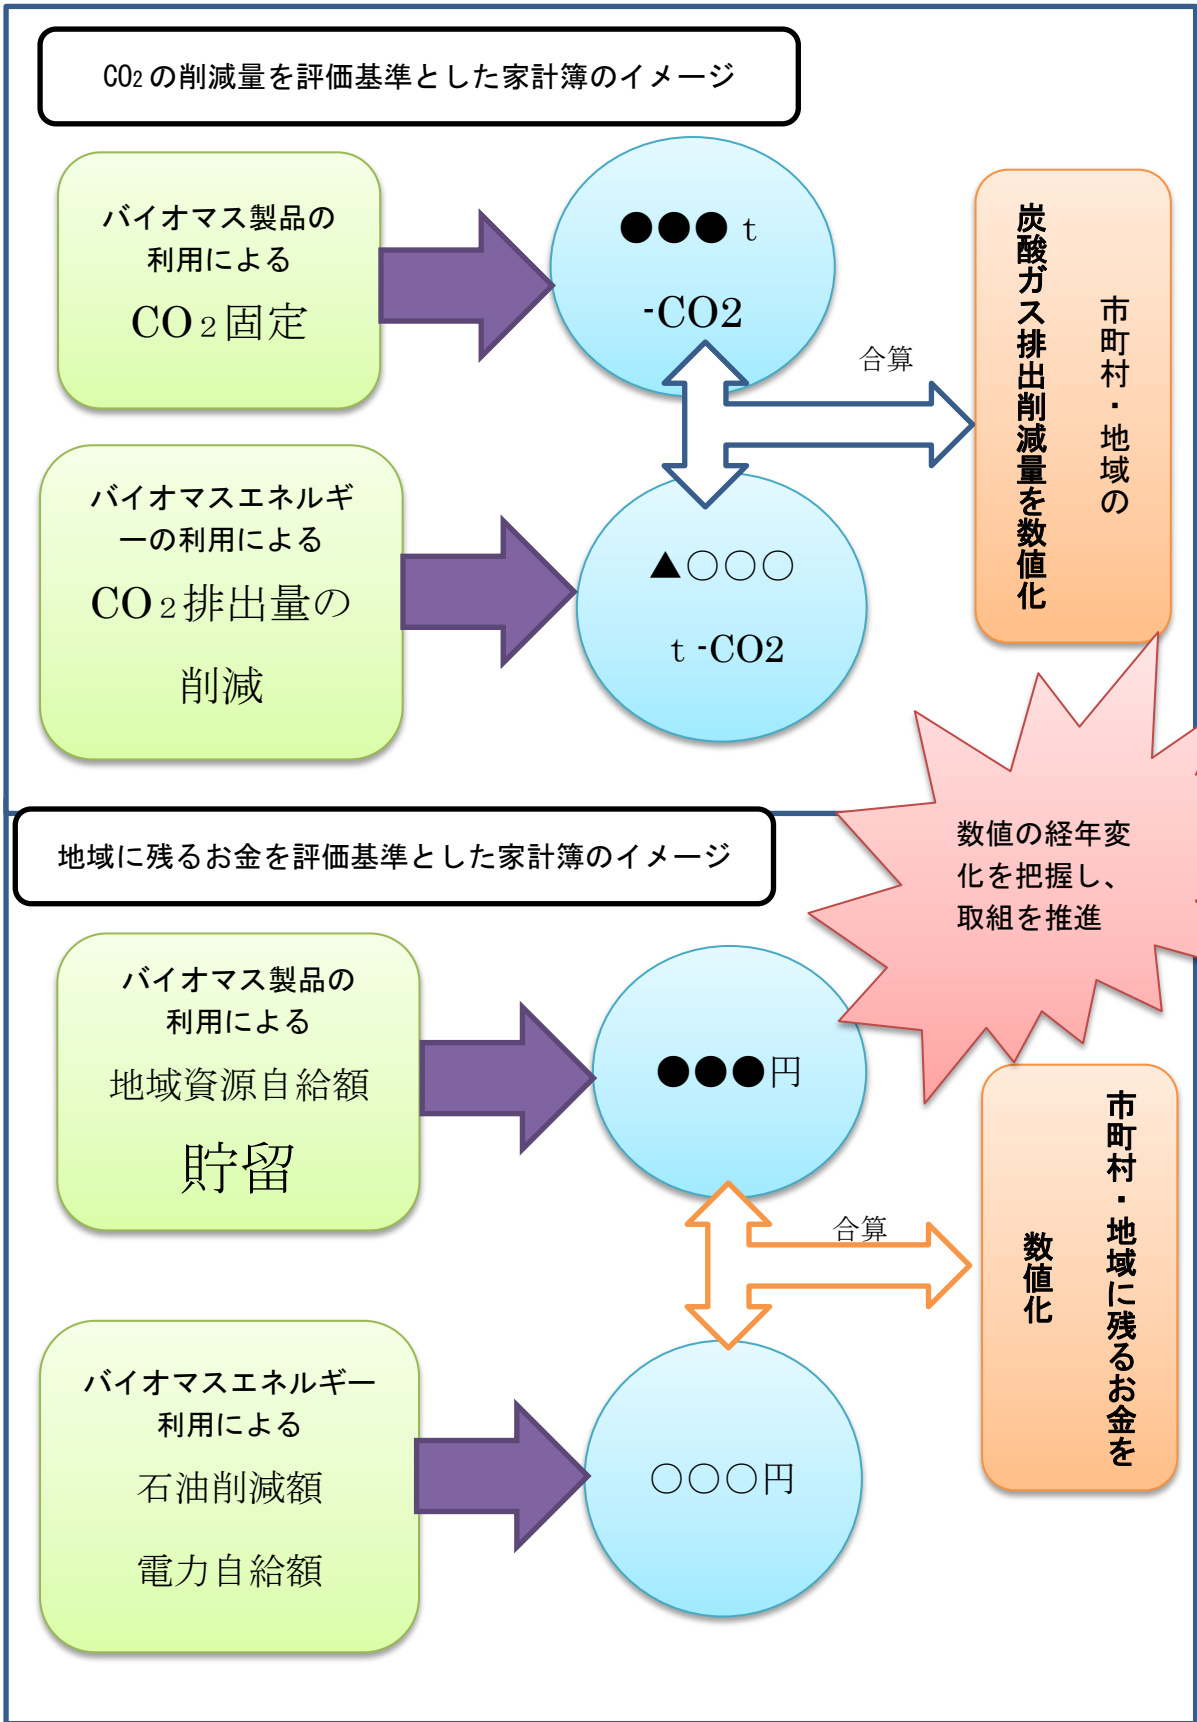 CO₂の削減量を評価基準とした家計簿のイメージ
バイオマス製品の
利用による
CO２固定
●●●ｔ
-CO2
合算
市町村・地域の
炭酸ガス排出削減量を数値化
バイオマスエネルギ
ーの利用による
CO２排出量の
削減
▲○○○
ｔ-CO2
数値の経年変
化を把握し、
取組を推進
地域に残るお金を評価基準とした家計簿のイメージ
バイオマス製品の
利用による
地域資源自給額
貯留
●●●円
合算
市町村・地域に残るお金を
数値化
バイオマスエネルギー
利用による
石油削減額
電力自給額
○○○円